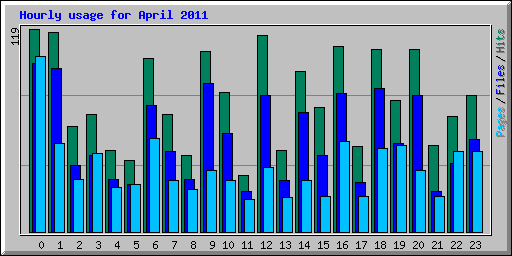 Hourly usage for April 2011
119
Pages / Files / Hits
0 1 2 3 4 5 6 7 8 9 10 11 12 13 14 15 16 17 18 19 20 21 22 23